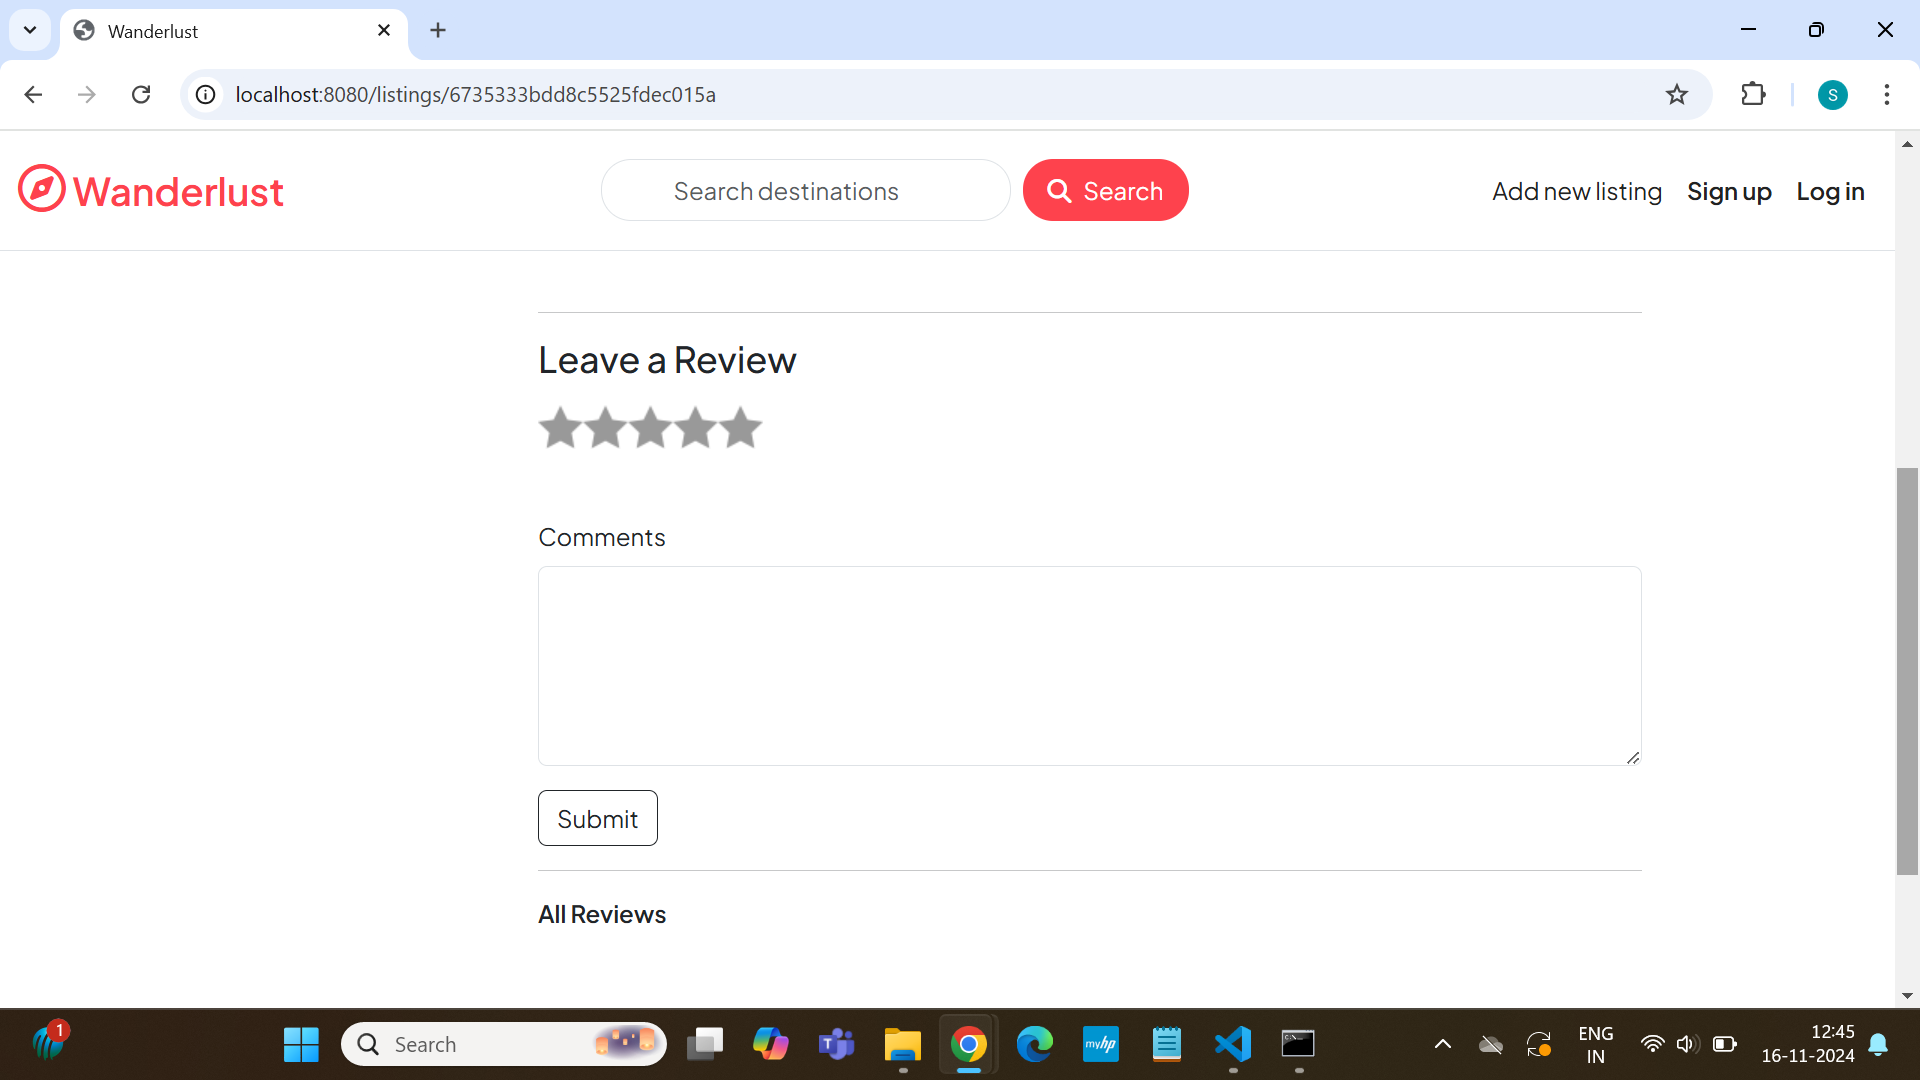 Wanderlust
localhost:8080/listings/6735333bdd8c5525fdec015a
S
Wanderlust
Search destinations
Search
Add new listing
Sign up
Log in
Leave a Review
Comments
Submit
All Reviews
1
Search
T
myhp
C:\_
ENG
IN
12:45
16-11-2024